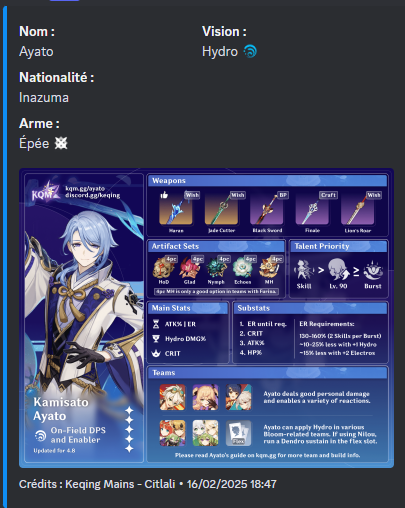 Nom :
Ayato
Vision :
Hydro
Nationalité :
Inazuma
Arme :
Épée
KQM
kqm.gg/ayato
discord.gg/keqing
Weapons
Wish
Wish
BP
Craft
Wish
Haran
Jade Cutter
Black Sword
Finale
Lion's Roar
Artifact Sets
4pc
4pc
4pc
4pc
4pc
HoD
Glad
Nymph
Echoes
MH
4pc MH is only a good option in teams with Furina.
Talent Priority
Skill
>
Lv. 90
>
Burst
Main Stats
ATK% | ER
Hydro DMG%
CRIT
Substats
1. ER until req.
2. CRIT
3. ATK%
4. HP%
ER Requirements:
130-160% (2 Skills per Burst)
~10-25% less with +1 Hydro
~15% less with +2 Electros
Teams
Ayato deals good personal damage
and enables a variety of reactions.
Flex
Ayato can apply Hydro in various
Bloom-related teams. If using Nilou,
run a Dendro sustain in the flex slot.
Please read Ayato's guide on kqm.gg for more team and build info.
Kamisato
Ayato
On-Field DPS
and Enabler
Updated for 4.8
Crédits : Keqing Mains - Citlali • 16/02/2025 18:47